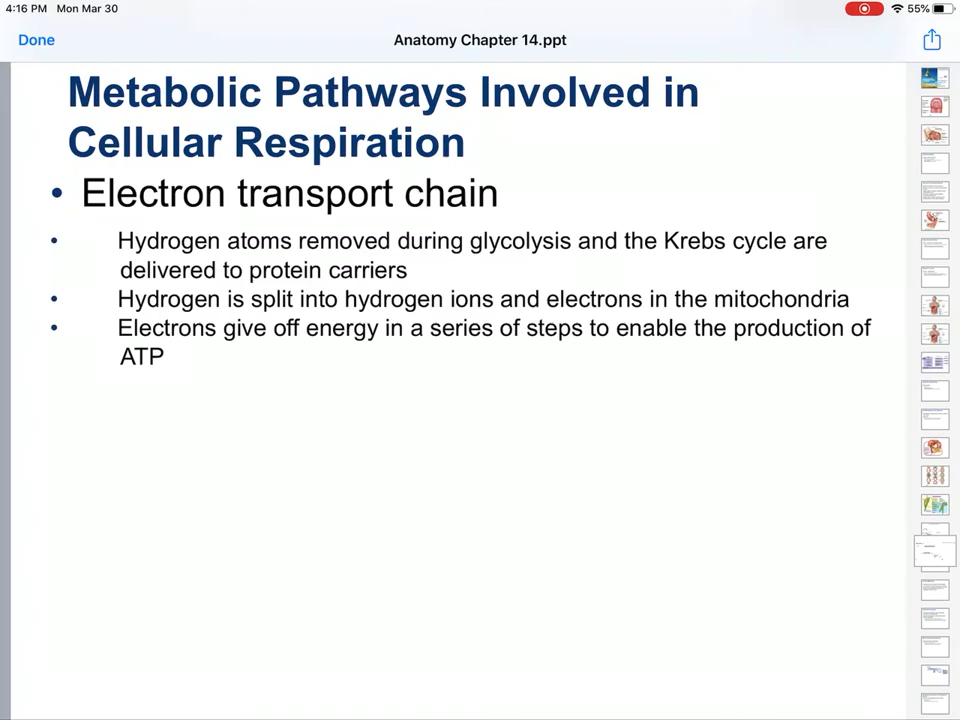 4:16 PM Mon Mar 30
55%
Done
Anatomy Chapter 14.ppt
Metabolic Pathways Involved in
Cellular Respiration
• Electron transport chain
• Hydrogen atoms removed during glycolysis and the Krebs cycle are
delivered to protein carriers
• Hydrogen is split into hydrogen ions and electrons in the mitochondria
• Electrons give off energy in a series of steps to enable the production of
ATP